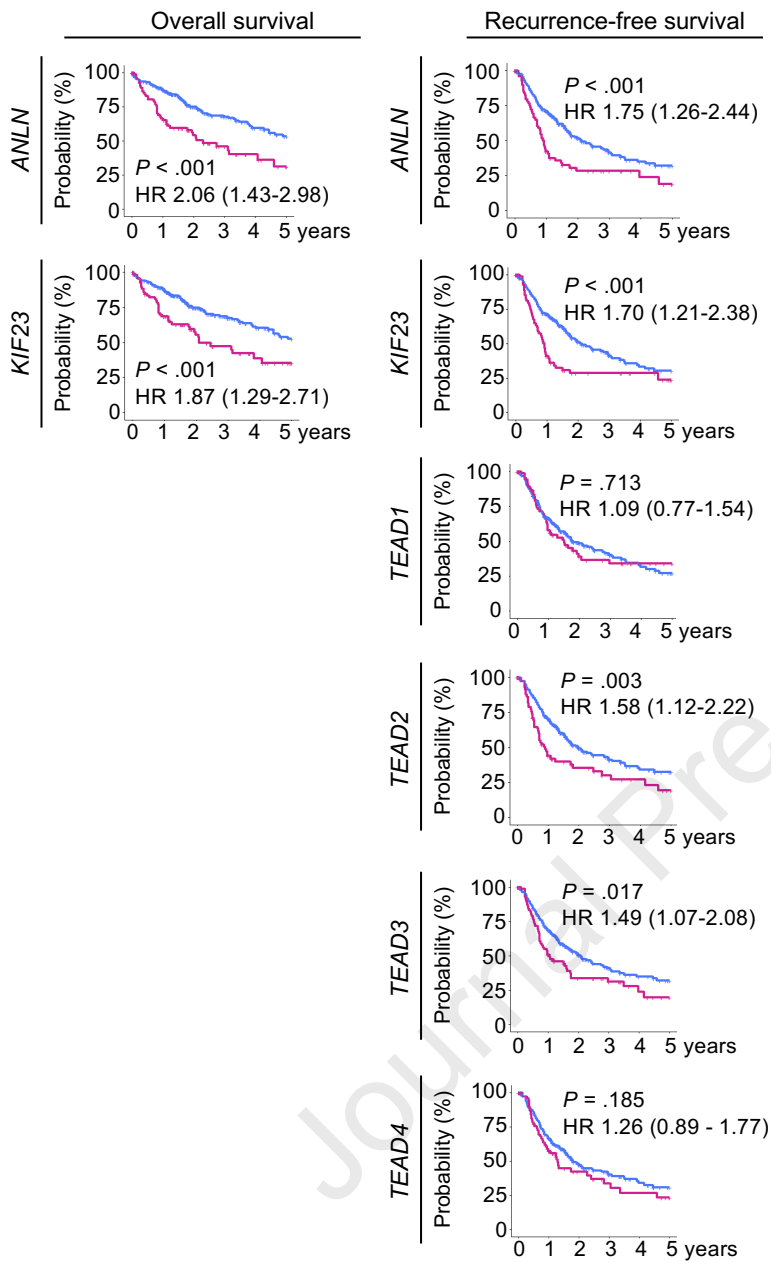 Overall survival
Recurrence-free survival
ANLN
Probability (%)
100
75
50
25
0
P < .001
HR 2.06 (1.43-2.98)
0 1 2 3 4 5 years
ANLN
Probability (%)
100
75
50
25
0
P < .001
HR 1.75 (1.26-2.44)
0 1 2 3 4 5 years
KIF23
Probability (%)
100
75
50
25
0
P < .001
HR 1.87 (1.29-2.71)
0 1 2 3 4 5 years
KIF23
Probability (%)
100
75
50
25
0
P < .001
HR 1.70 (1.21-2.38)
0 1 2 3 4 5 years
TEAD1
Probability (%)
100
75
50
25
0
P = .713
HR 1.09 (0.77-1.54)
0 1 2 3 4 5 years
TEAD2
Probability (%)
100
75
50
25
0
P = .003
HR 1.58 (1.12-2.22)
0 1 2 3 4 5 years
TEAD3
Probability (%)
100
75
50
25
0
P = .017
HR 1.49 (1.07-2.08)
0 1 2 3 4 5 years
TEAD4
Probability (%)
100
75
50
25
0
P = .185
HR 1.26 (0.89 - 1.77)
0 1 2 3 4 5 years
Journal Pre